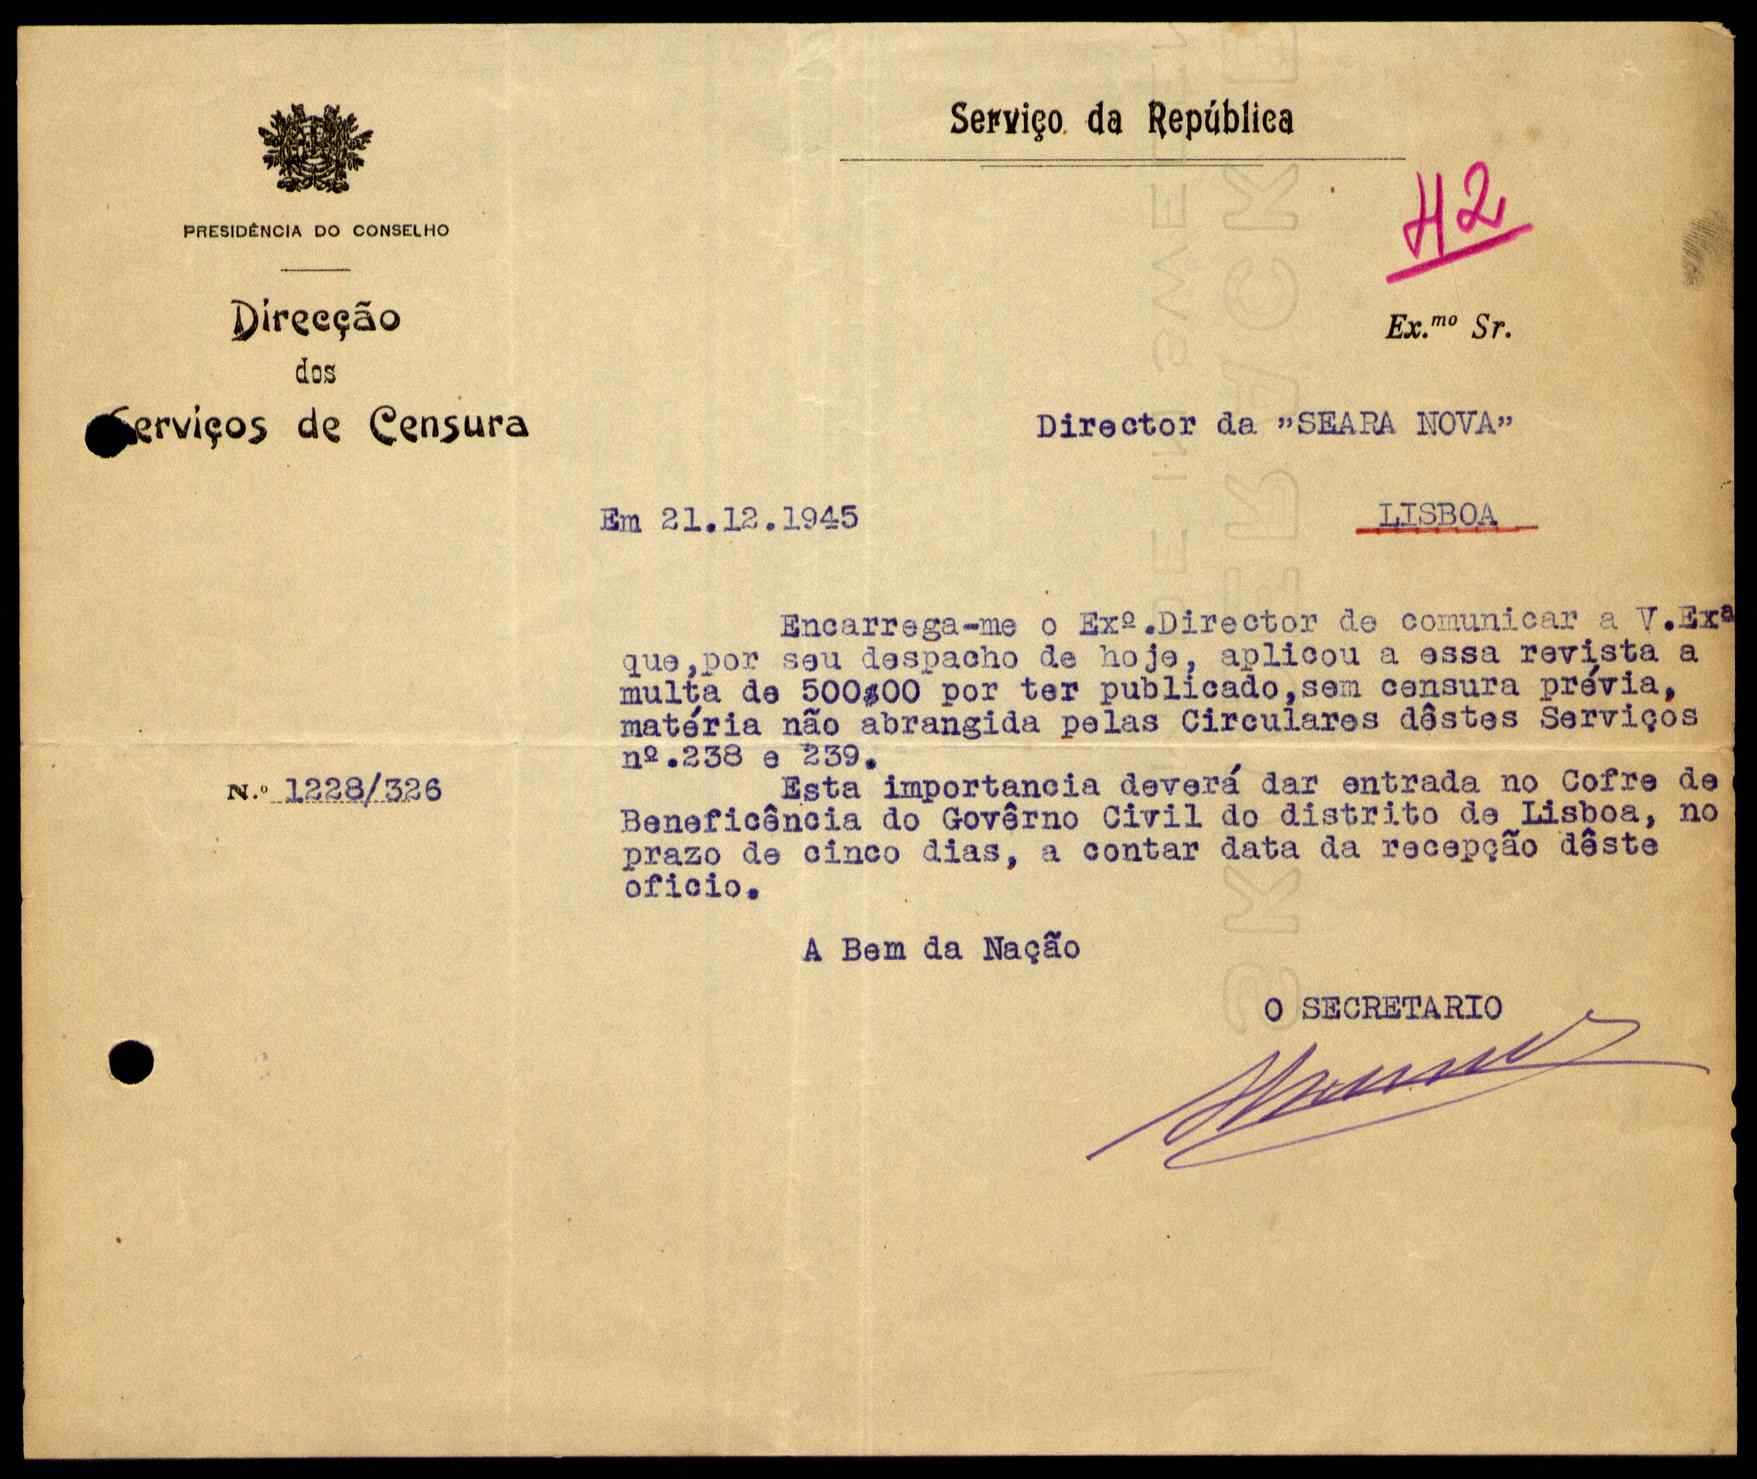 Serviço da República
H2
PRESIDÊNCIA DO CONSELHO
Direcção
dos
Serviços de Censura
Ex.mo Sr.
Director da "SEARA NOVA"
Em 21.12.1945
LISBOA
Encarrega-me o Exº.Director de comunicar a V.Exª
que,por seu despacho de hoje, aplicou a essa revista a
multa de 500$00 por ter publicado,sem censura prévia,
matéria não abrangida pelas Circulares dêstes Serviços
nº.238 e 239.
N.º 1228/326
Esta importancia deverá dar entrada no Cofre de
Beneficência do Govêrno Civil do distrito de Lisboa, no
prazo de cinco dias, a contar data da recepção dêste
oficio.
A Bem da Nação
O SECRETARIO